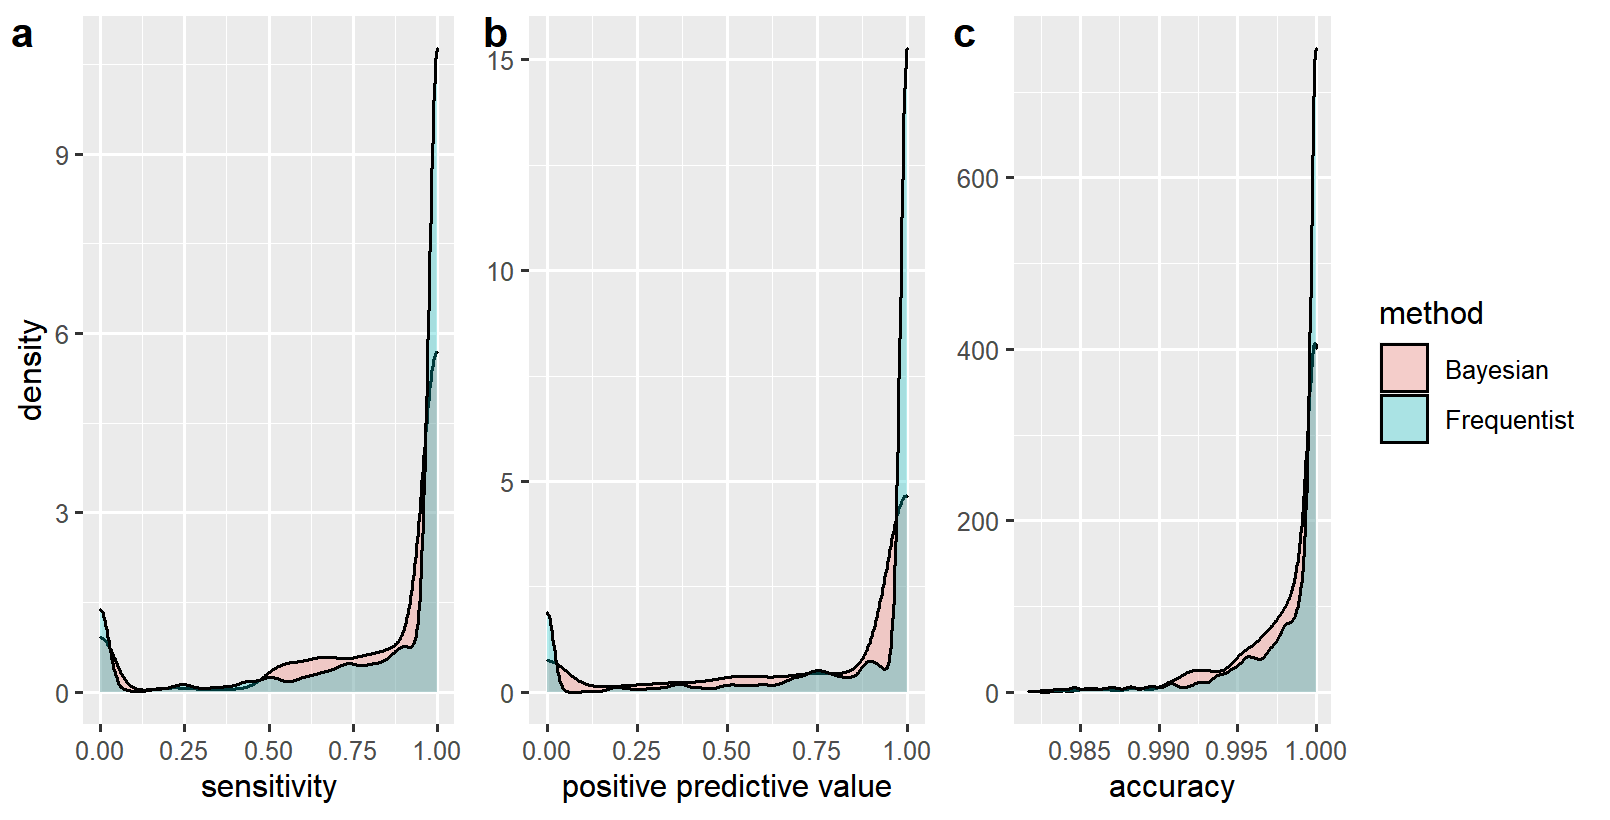 a
b
c
density
9
6
3
0
0.00 0.25 0.50 0.75 1.00
sensitivity
15
10
5
0
0.00 0.25 0.50 0.75 1.00
positive predictive value
600
400
200
0
0.985 0.990 0.995 1.000
accuracy
method
Bayesian
Frequentist